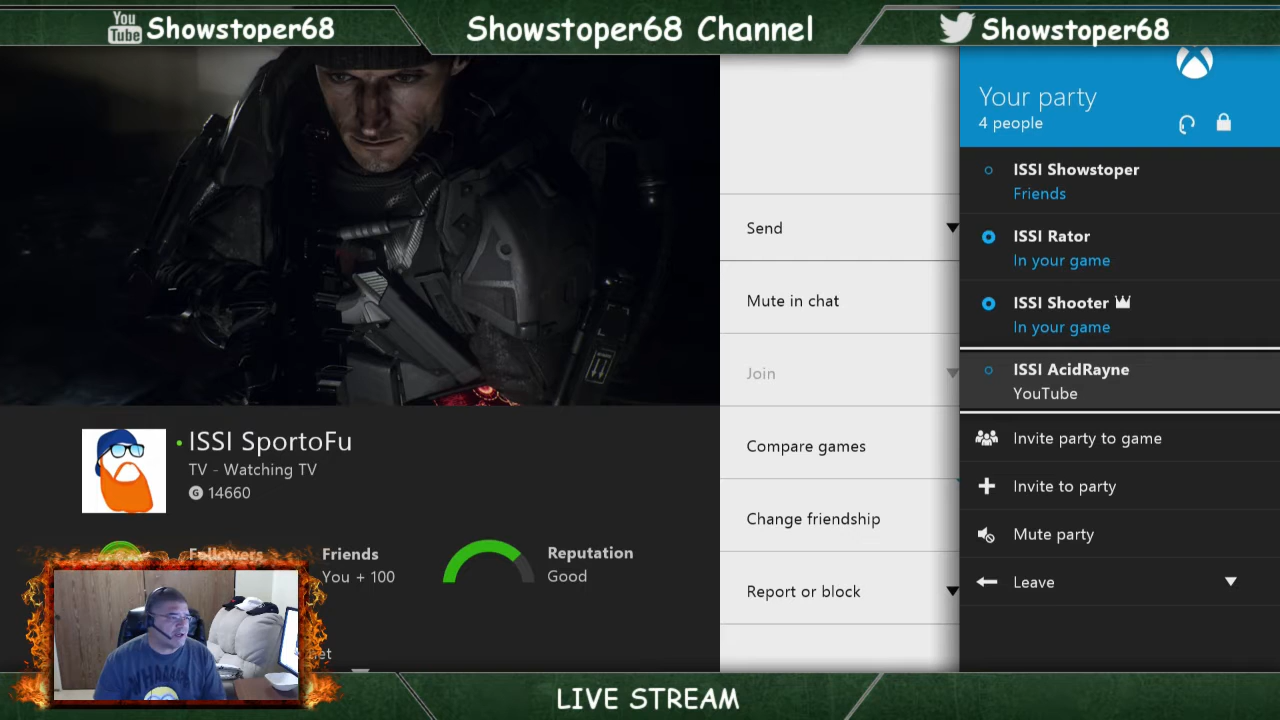 You
Tube
Showstoper68
Showstoper68 Channel
Showstoper68
Your party
4 people
ISSI Showstoper
Friends
ISSI Rator
In your game
ISSI Shooter
In your game
ISSI AcidRayne
YouTube
Invite party to game
Invite to party
Mute party
Leave
Send
Mute in chat
Join
Compare games
Change friendship
Report or block
ISSI SportoFu
TV - Watching TV
G 14660
Followers
Friends
You + 100
Reputation
Good
LIVE STREAM